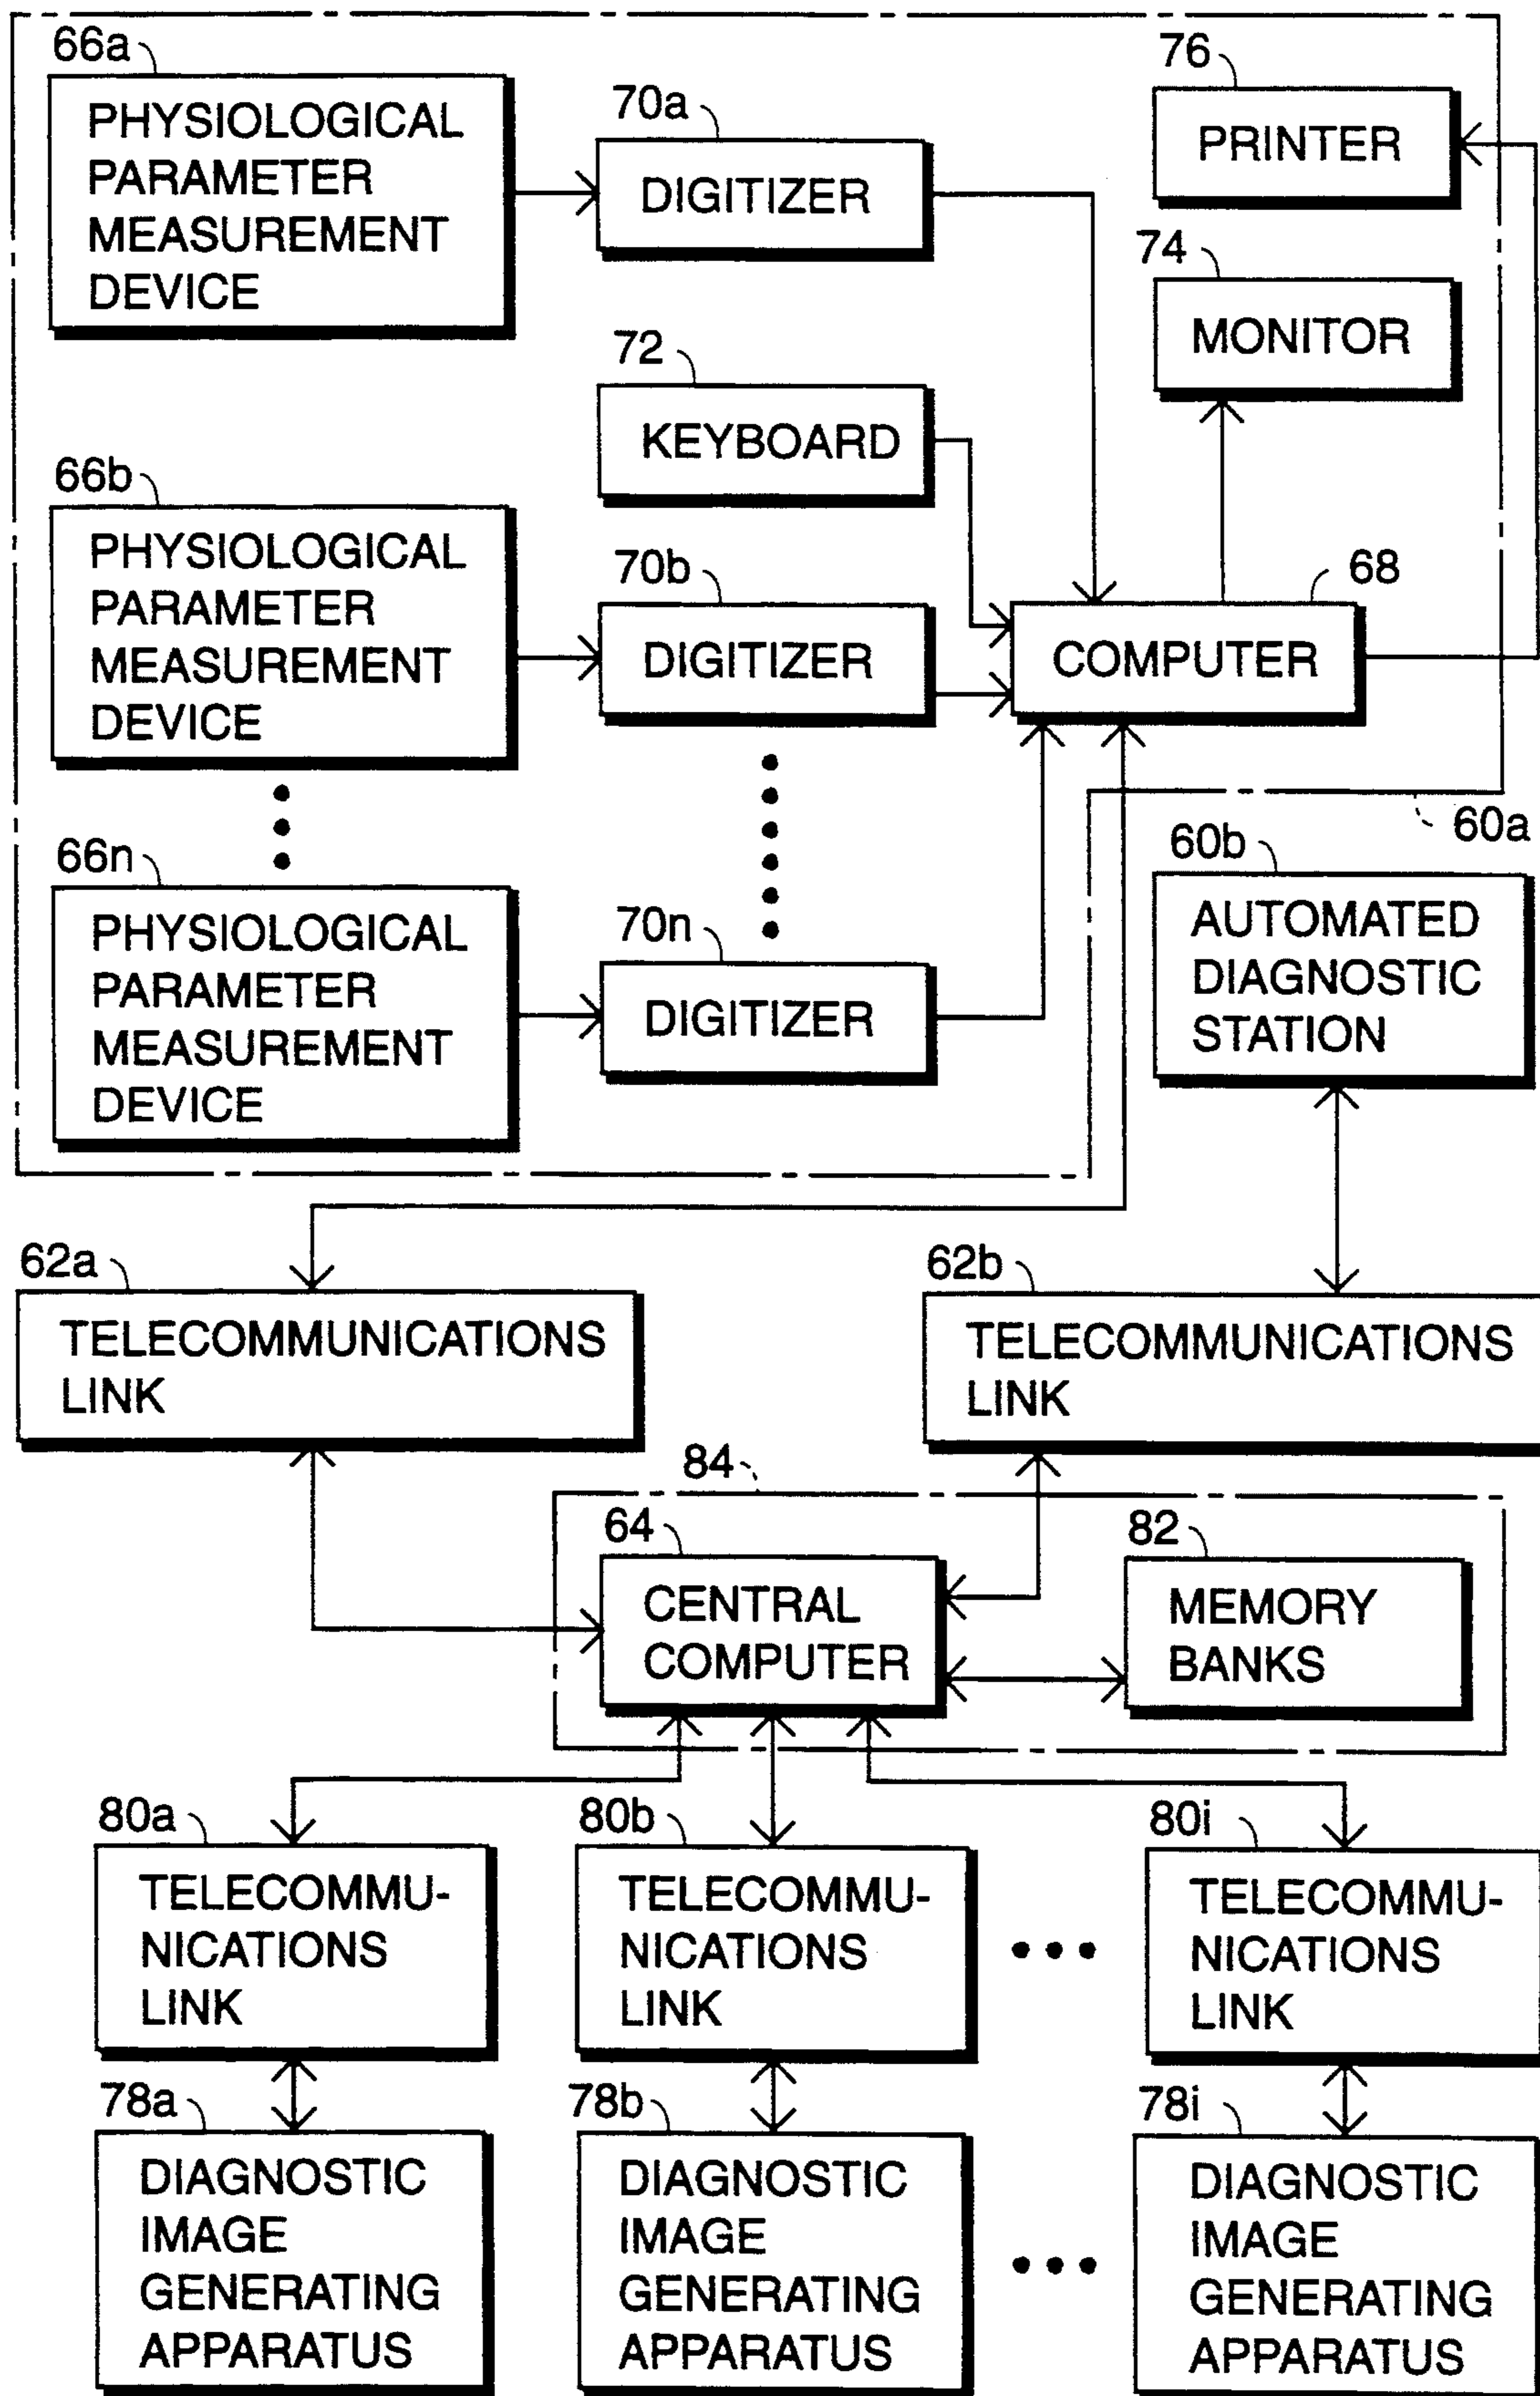 66a
PHYSIOLOGICAL
PARAMETER
MEASUREMENT
DEVICE
70a
DIGITIZER
76
PRINTER
74
MONITOR
72
KEYBOARD
66b
PHYSIOLOGICAL
PARAMETER
MEASUREMENT
DEVICE
70b
DIGITIZER
68
COMPUTER
60a
66n
PHYSIOLOGICAL
PARAMETER
MEASUREMENT
DEVICE
70n
DIGITIZER
60b
AUTOMATED
DIAGNOSTIC
STATION
62a
TELECOMMUNICATIONS
LINK
62b
TELECOMMUNICATIONS
LINK
84
64
CENTRAL
COMPUTER
82
MEMORY
BANKS
80a
TELECOMMU-
NICATIONS
LINK
80b
TELECOMMU-
NICATIONS
LINK
80i
TELECOMMU-
NICATIONS
LINK
78a
DIAGNOSTIC
IMAGE
GENERATING
APPARATUS
78b
DIAGNOSTIC
IMAGE
GENERATING
APPARATUS
78i
DIAGNOSTIC
IMAGE
GENERATING
APPARATUS